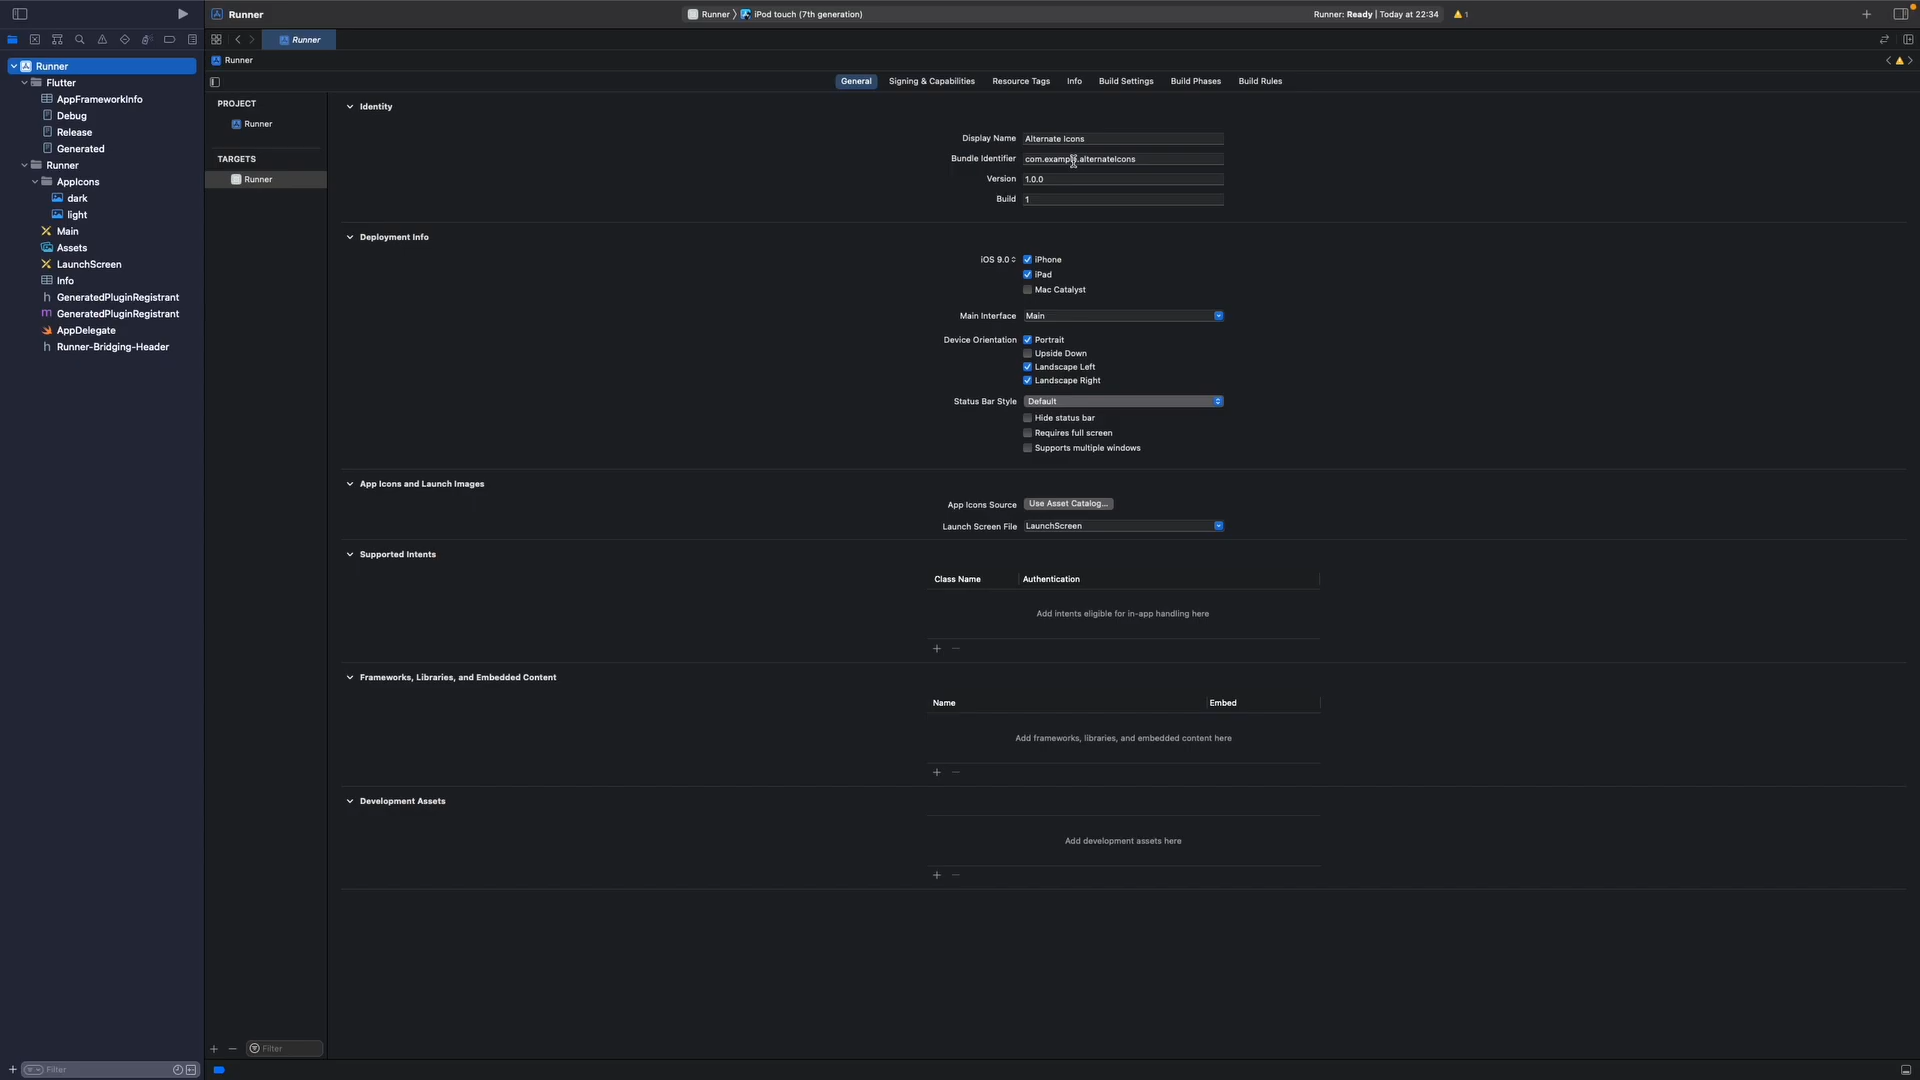 Runner
Runner 〉 iPod touch (7th generation)
Runner: Ready | Today at 22:34
1
Runner
Runner
Runner
Flutter
AppFrameworkInfo
Debug
Release
Generated
Runner
AppIcons
dark
light
Main
Assets
LaunchScreen
Info
GeneratedPluginRegistrant
GeneratedPluginRegistrant
AppDelegate
Runner-Bridging-Header
Filter
PROJECT
Runner
TARGETS
Runner
Filter
General
Signing & Capabilities
Resource Tags
Info
Build Settings
Build Phases
Build Rules
Identity
Display Name Alternate Icons
Bundle Identifier com.example.alternateIcons
Version 1.0.0
Build 1
Deployment Info
iOS 9.0 iPhone
iPad
Mac Catalyst
Main Interface Main
Device Orientation Portrait
Upside Down
Landscape Left
Landscape Right
Status Bar Style Default
Hide status bar
Requires full screen
Supports multiple windows
App Icons and Launch Images
App Icons Source Use Asset Catalog...
Launch Screen File LaunchScreen
Supported Intents
Class Name Authentication
Add intents eligible for in-app handling here
Frameworks, Libraries, and Embedded Content
Name Embed
Add frameworks, libraries, and embedded content here
Development Assets
Add development assets here